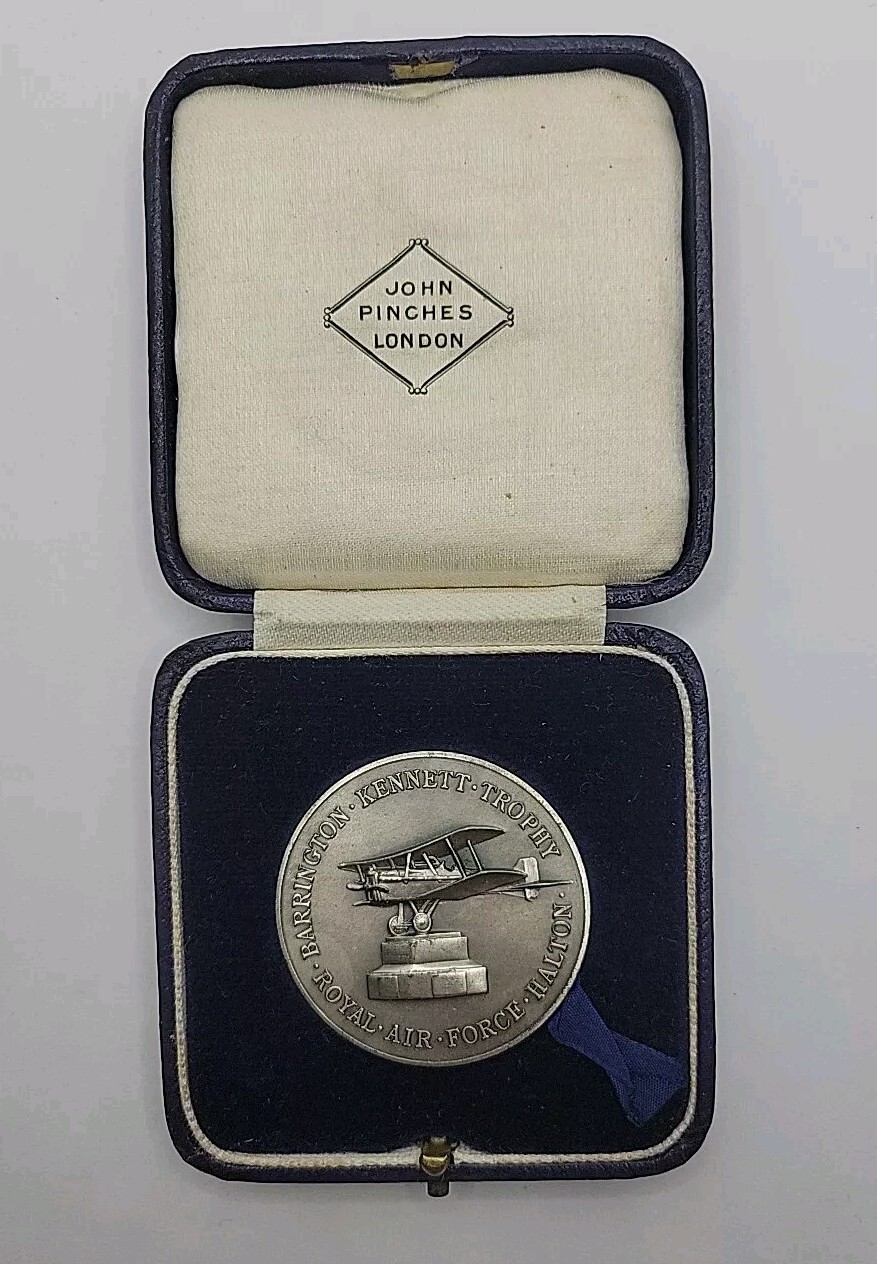 JOHN
PINCHES
LONDON
BARRINGTON · KENNETT · TROPHY
· ROYAL · AIR · FORCE · HALTON ·